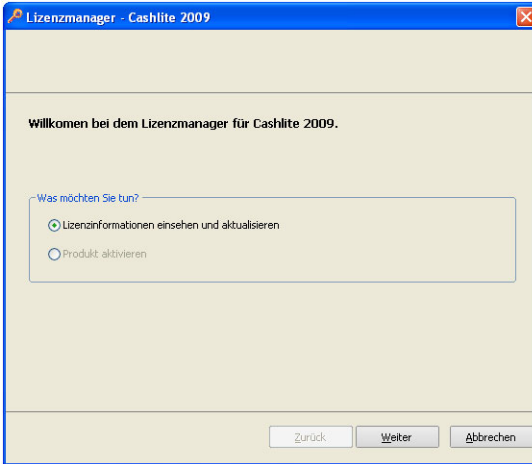 Lizenzmanager - Cashlite 2009
Willkomen bei dem Lizenzmanager für Cashlite 2009.
Was möchten Sie tun?
Lizenzinformationen einsehen und aktualisieren
Produkt aktivieren
Zurück Weiter Abbrechen